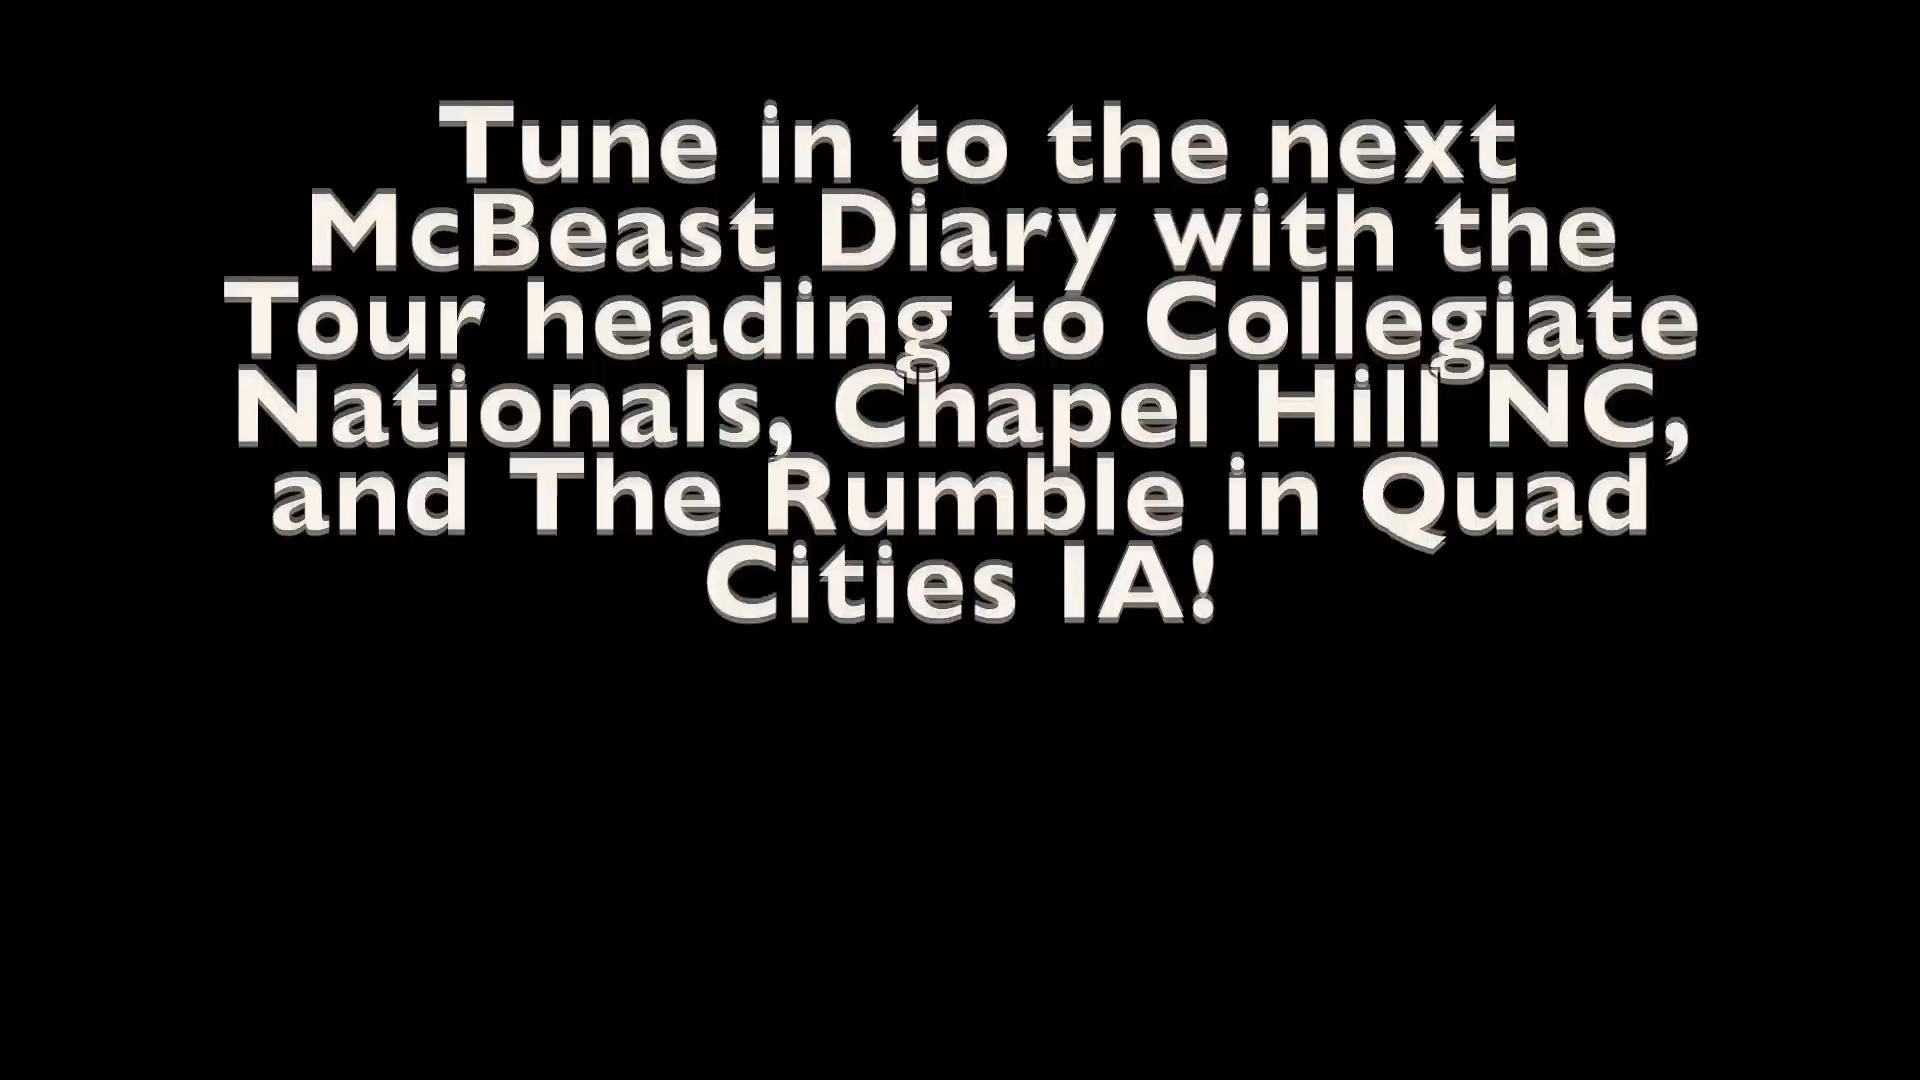 Tune in to the next
McBeast Diary with the
Tour heading to Collegiate
Nationals, Chapel Hill NC,
and The Rumble in Quad
Cities IA!